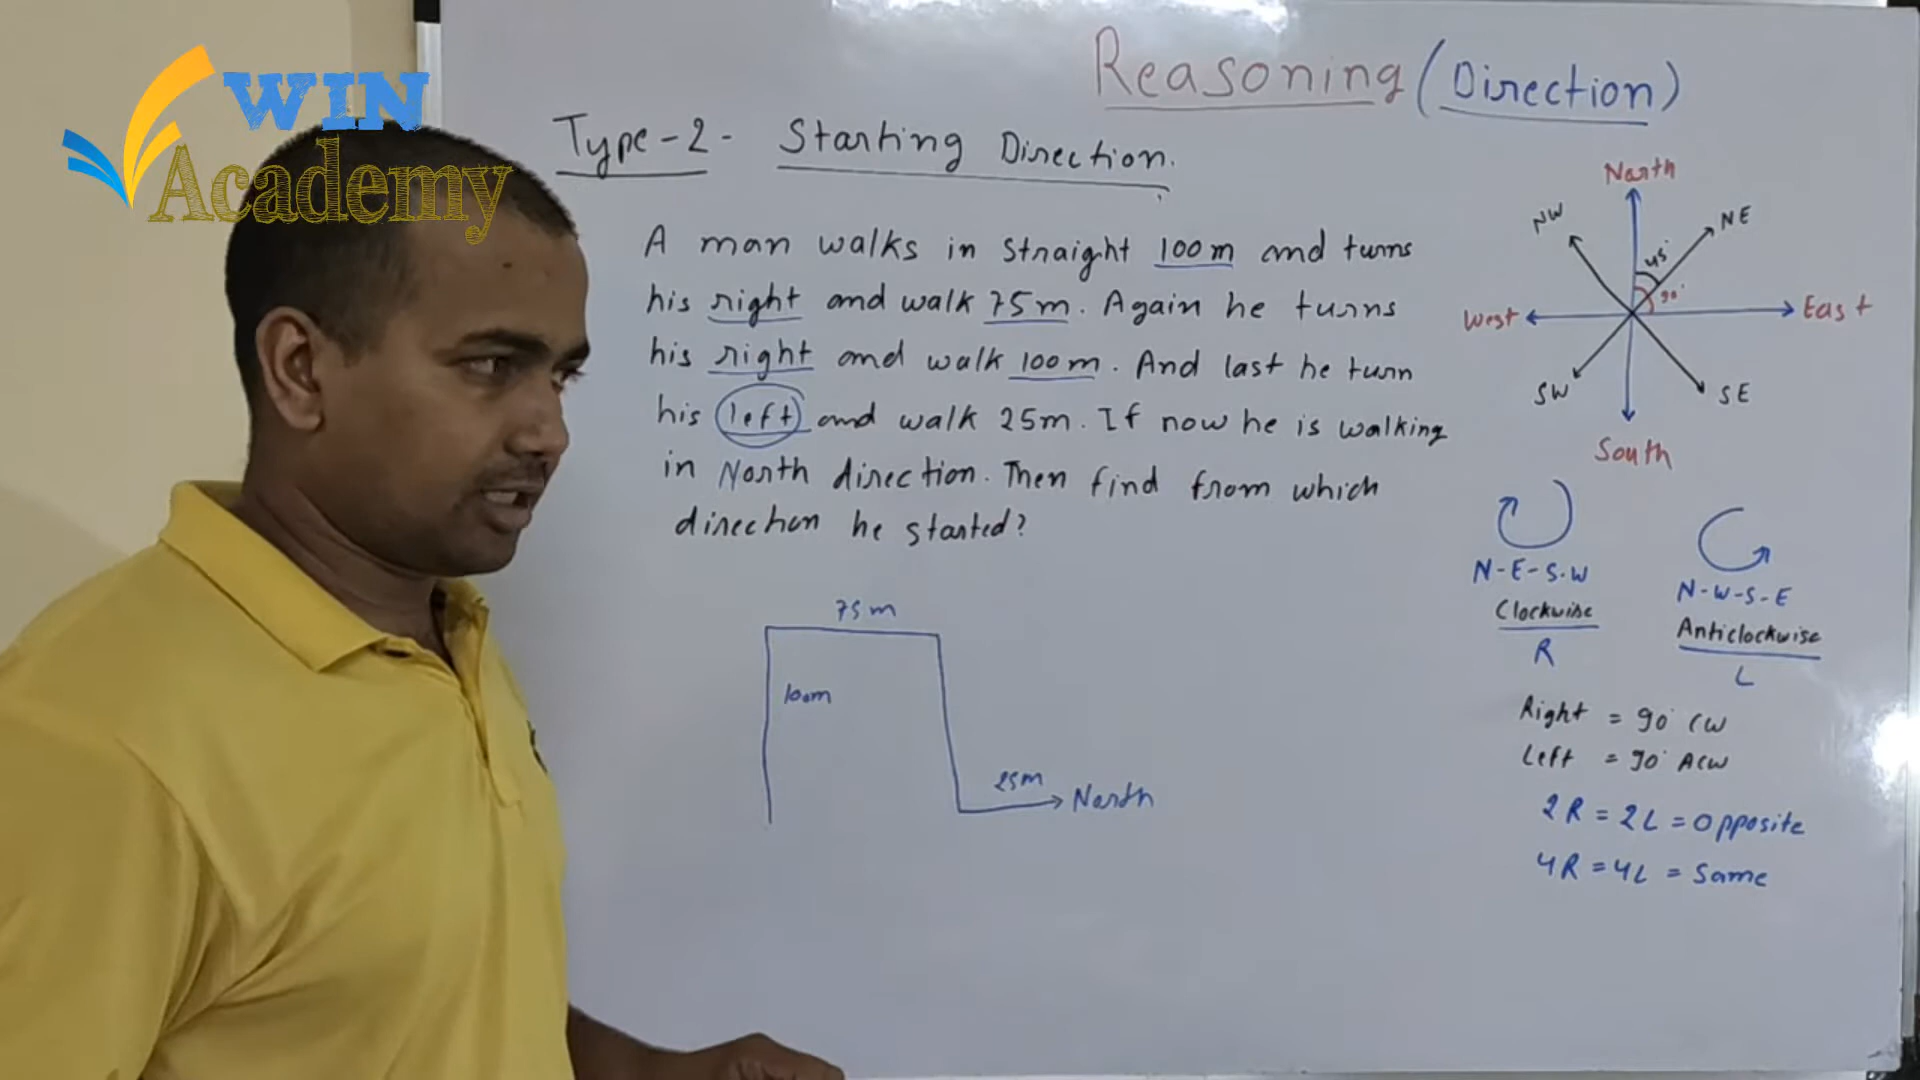 WIN
Academy
Reasoning (Direction)
Type-2- Starting Direction.
A man walks in straight 100m and turns
his right and walk 75m. Again he turns
his right and walk 100m. And last he turn
his left and walk 25m. If now he is walking
in North direction. Then find from which
direction he started?
75m
100m
25m
North
North
NW
NE
45°
90°
West
East
SW
SE
South
N-E-S-W
Clockwise
R
N-W-S-E
Anticlockwise
L
Right = 90° CW
Left = 90° ACW
2R = 2L = Opposite
4R = 4L = Same